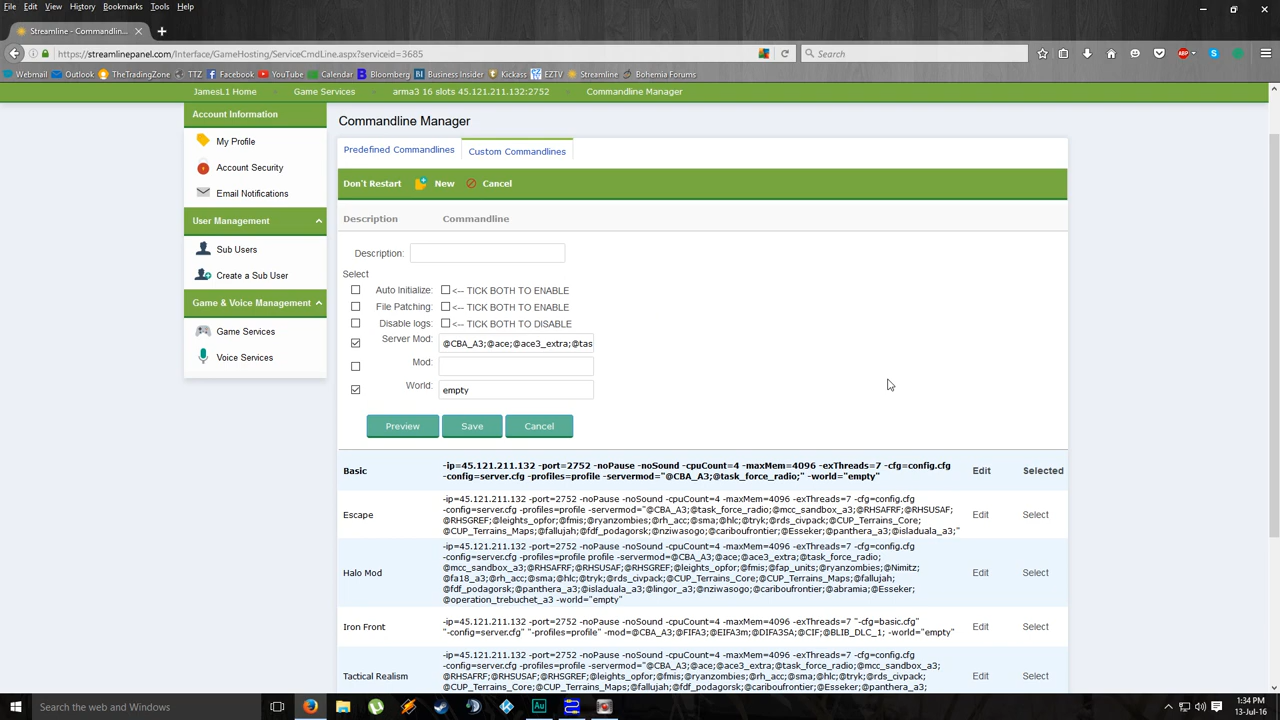 File Edit View History Bookmarks Tools Help
Streamline - Commandlin...
https://streamlinepanel.com/Interface/GameHosting/ServiceCmdLine.aspx?serviceid=3685
Search
Webmail Outlook TheTradingZone TTZ Facebook YouTube Calendar Bloomberg Business Insider Kickass EZTV Streamline Bohemia Forums
JamesL1 Home Game Services arma3 16 slots 45.121.211.132:2752 Commandline Manager
Account Information
My Profile
Account Security
Email Notifications
User Management
Sub Users
Create a Sub User
Game & Voice Management
Game Services
Voice Services
Commandline Manager
Predefined Commandlines Custom Commandlines
Don't Restart New Cancel
Description Commandline
Description:
Select
Auto Initialize: <-- TICK BOTH TO ENABLE
File Patching: <-- TICK BOTH TO ENABLE
Disable logs: <-- TICK BOTH TO DISABLE
Server Mod: @CBA_A3;@ace;@ace3_extra;@tas
Mod:
World: empty
Preview Save Cancel
Basic
-ip=45.121.211.132 -port=2752 -noPause -noSound -cpuCount=4 -maxMem=4096 -exThreads=7 -cfg=config.cfg
-config=server.cfg -profiles=profile -servermod="@CBA_A3;@task_force_radio;" -world="empty"
Edit Selected
Escape
-ip=45.121.211.132 -port=2752 -noPause -noSound -cpuCount=4 -maxMem=4096 -exThreads=7 -cfg=config.cfg
-config=server.cfg -profiles=profile -servermod="@CBA_A3;@task_force_radio;@mcc_sandbox_a3;@RHSAFRF;@RHSUSAF;
@RHSGREF;@leights_opfor;@fmis;@ryanzombies;@rh_acc;@sma;@hlc;@tryk;@rds_civpack;@CUP_Terrains_Core;
@CUP_Terrains_Maps;@fallujah;@fdf_podagorsk;@nziwasogo;@cariboufrontier;@Esseker;@panthera_a3;@isladuala_a3;"
Edit Select
Halo Mod
-ip=45.121.211.132 -port=2752 -noPause -noSound -cpuCount=4 -maxMem=4096 -exThreads=7 -cfg=config.cfg
-config=server.cfg -profiles=profile profile -servermod="@CBA_A3;@ace;@ace3_extra;@task_force_radio;
@mcc_sandbox_a3;@RHSAFRF;@RHSUSAF;@RHSGREF;@leights_opfor;@fmis;@fap_units;@ryanzombies;@Nimitz;
@fa18_a3;@rh_acc;@sma;@hlc;@tryk;@rds_civpack;@CUP_Terrains_Core;@CUP_Terrains_Maps;@fallujah;
@fdf_podagorsk;@panthera_a3;@isladuala_a3;@lingor_a3;@nziwasogo;@cariboufrontier;@abramia;@Esseker;
@operation_trebuchet_a3 -world="empty"
Edit Select
Iron Front
-ip=45.121.211.132 -port=2752 -noPause -noSound -cpuCount=4 -maxMem=4096 -exThreads=7 "-cfg=basic.cfg"
"-config=server.cfg" "-profiles=profile" -mod=@CBA_A3;@FIFA3;@EIFA3m;@DIFA3SA;@CIF;@BLIB_DLC_1; -world="empty"
Edit Select
Tactical Realism
-ip=45.121.211.132 -port=2752 -noPause -noSound -cpuCount=4 -maxMem=4096 -exThreads=7 -cfg=config.cfg
-config=server.cfg -profiles=profile -servermod="@CBA_A3;@ace;@ace3_extra;@task_force_radio;@mcc_sandbox_a3;
@RHSAFRF;@RHSUSAF;@RHSGREF;@leights_opfor;@fmis;@ryanzombies;@rh_acc;@sma;@hlc;@tryk;@rds_civpack;
@CUP_Terrains_Core;@CUP_Terrains_Maps;@fallujah;@fdf_podagorsk;@nziwasogo;@cariboufrontier;@Esseker;@panthera_a3;
Edit Select
Search the web and Windows
1:34 PM
13-Jul-16